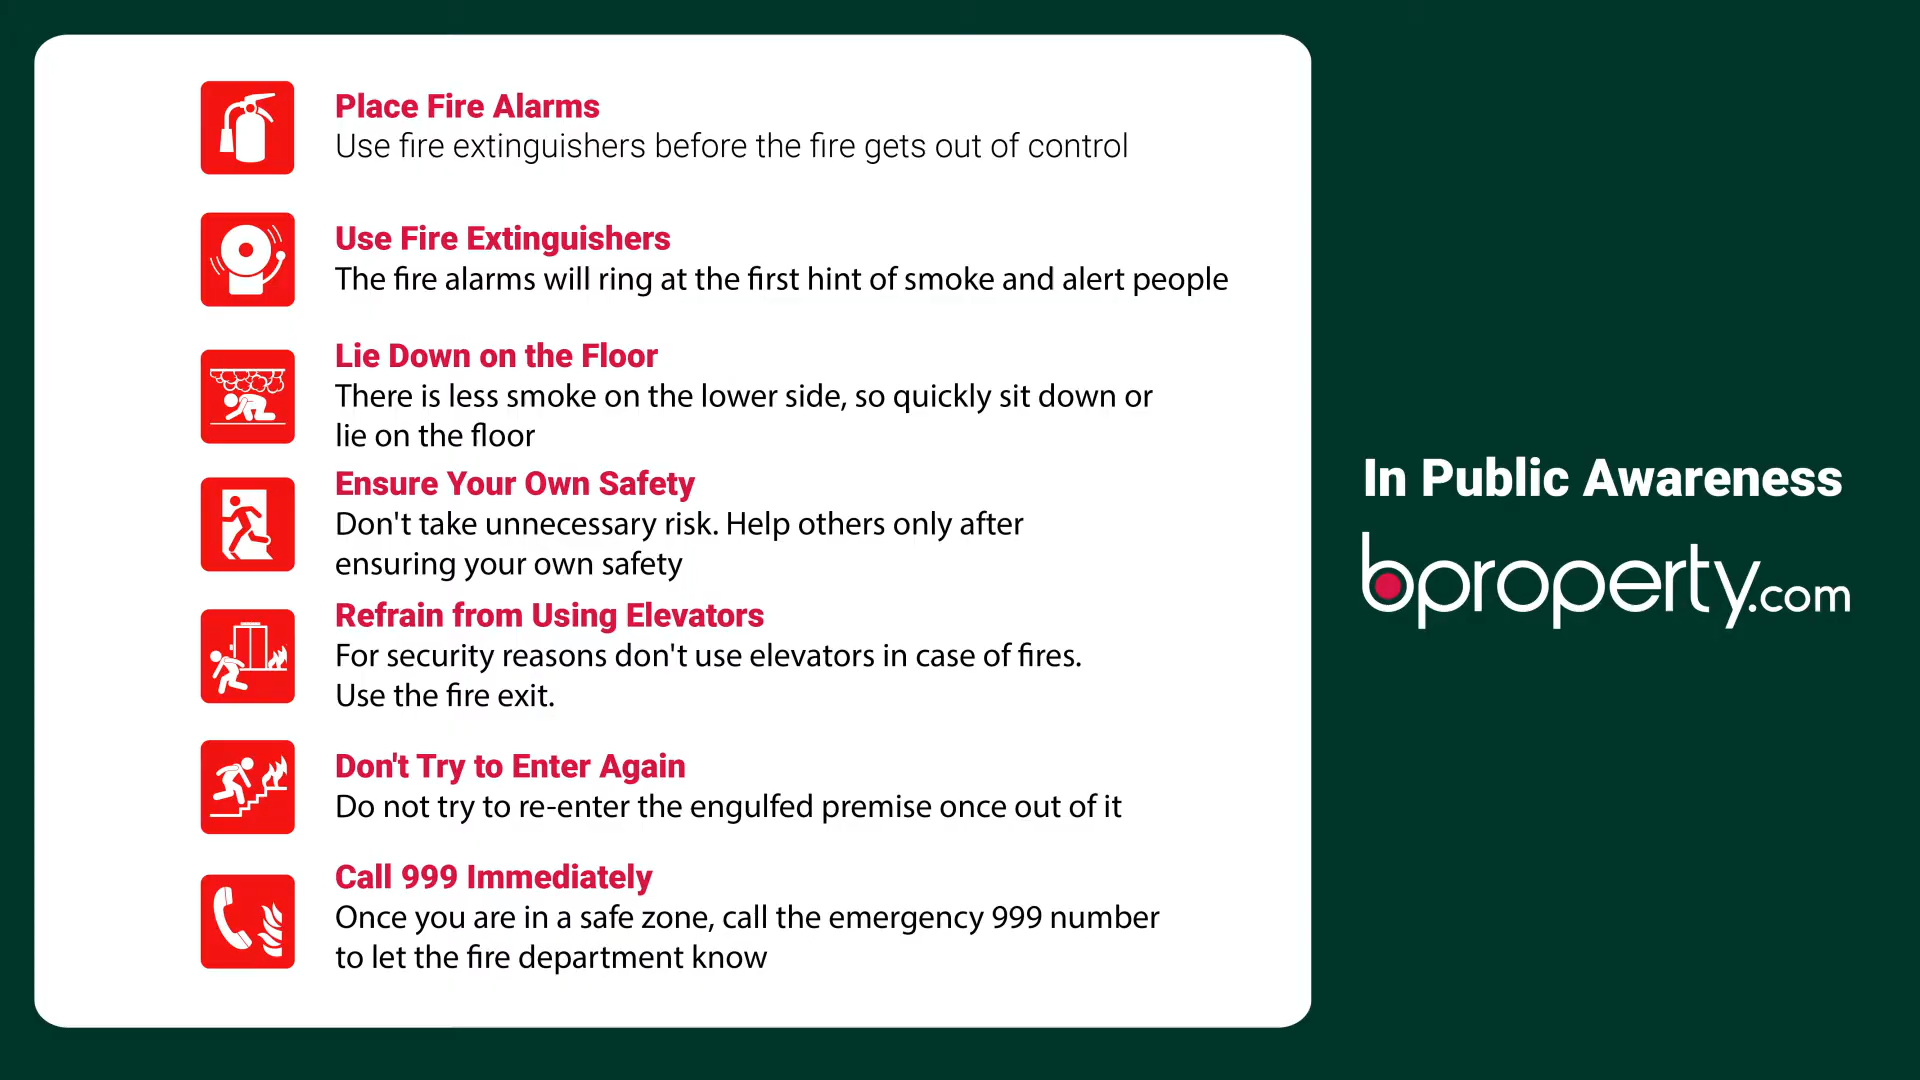 Place Fire Alarms
Use fire extinguishers before the fire gets out of control
Use Fire Extinguishers
The fire alarms will ring at the first hint of smoke and alert people
Lie Down on the Floor
There is less smoke on the lower side, so quickly sit down or
lie on the floor
Ensure Your Own Safety
Don't take unnecessary risk. Help others only after
ensuring your own safety
Refrain from Using Elevators
For security reasons don't use elevators in case of fires.
Use the fire exit.
Don't Try to Enter Again
Do not try to re-enter the engulfed premise once out of it
Call 999 Immediately
Once you are in a safe zone, call the emergency 999 number
to let the fire department know
In Public Awareness
bproperty.com